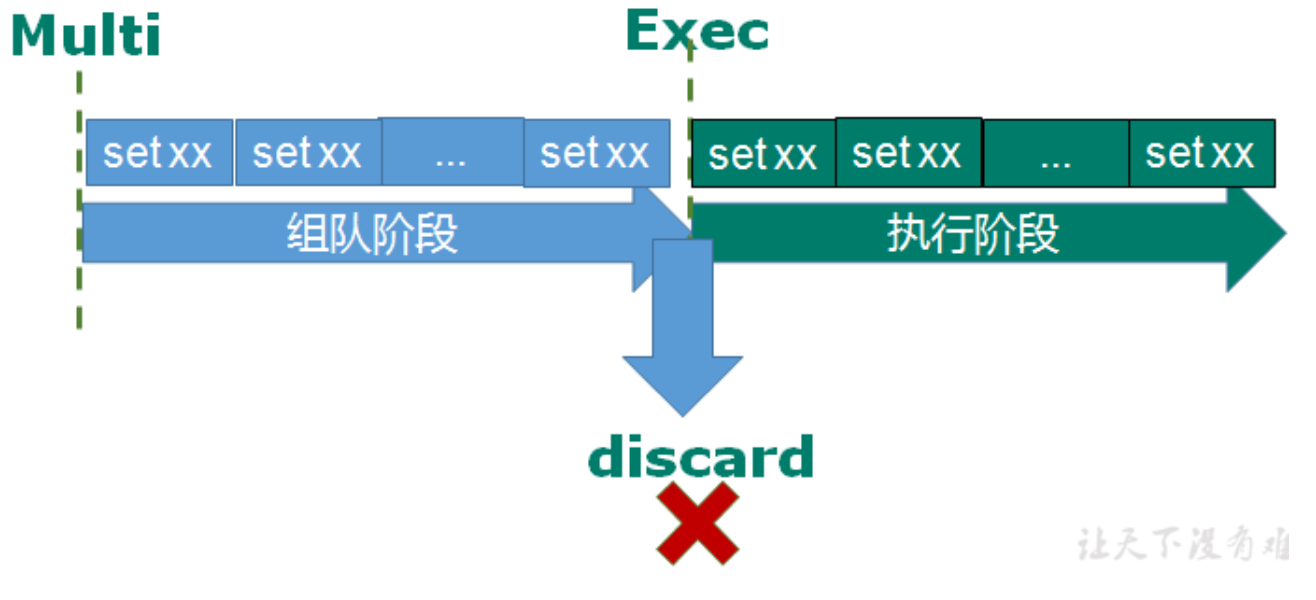 Multi
Exec
set xx set xx ... set xx set xx set xx ... set xx
组队阶段 执行阶段
discard
让天下没有难